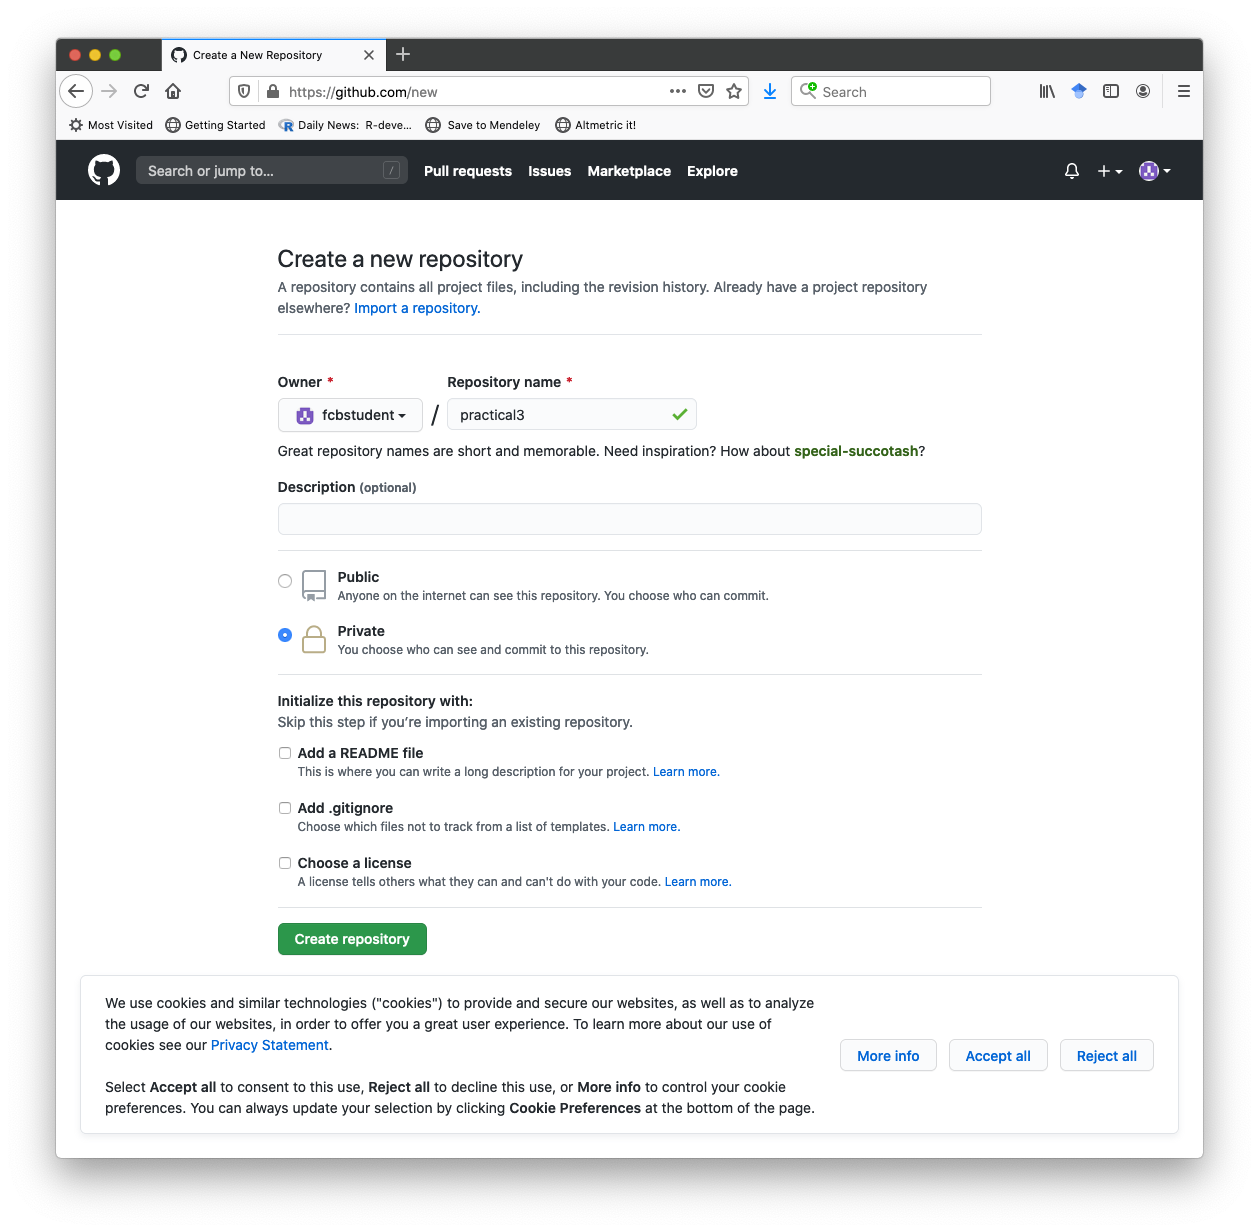 Create a New Repository
https://github.com/new
Search
Most Visited
Getting Started
Daily News: R-deve...
Save to Mendeley
Altmetric it!
Search or jump to...
/
Pull requests
Issues
Marketplace
Explore
Create a new repository
A repository contains all project files, including the revision history. Already have a project repository
elsewhere? Import a repository.
Owner *
Repository name *
fcbstudent
/
practical3
Great repository names are short and memorable. Need inspiration? How about special-succotash?
Description (optional)
Public
Anyone on the internet can see this repository. You choose who can commit.
Private
You choose who can see and commit to this repository.
Initialize this repository with:
Skip this step if you’re importing an existing repository.
Add a README file
This is where you can write a long description for your project. Learn more.
Add .gitignore
Choose which files not to track from a list of templates. Learn more.
Choose a license
A license tells others what they can and can't do with your code. Learn more.
Create repository
We use cookies and similar technologies ("cookies") to provide and secure our websites, as well as to analyze
the usage of our websites, in order to offer you a great user experience. To learn more about our use of
cookies see our Privacy Statement.
Select Accept all to consent to this use, Reject all to decline this use, or More info to control your cookie
preferences. You can always update your selection by clicking Cookie Preferences at the bottom of the page.
More info
Accept all
Reject all